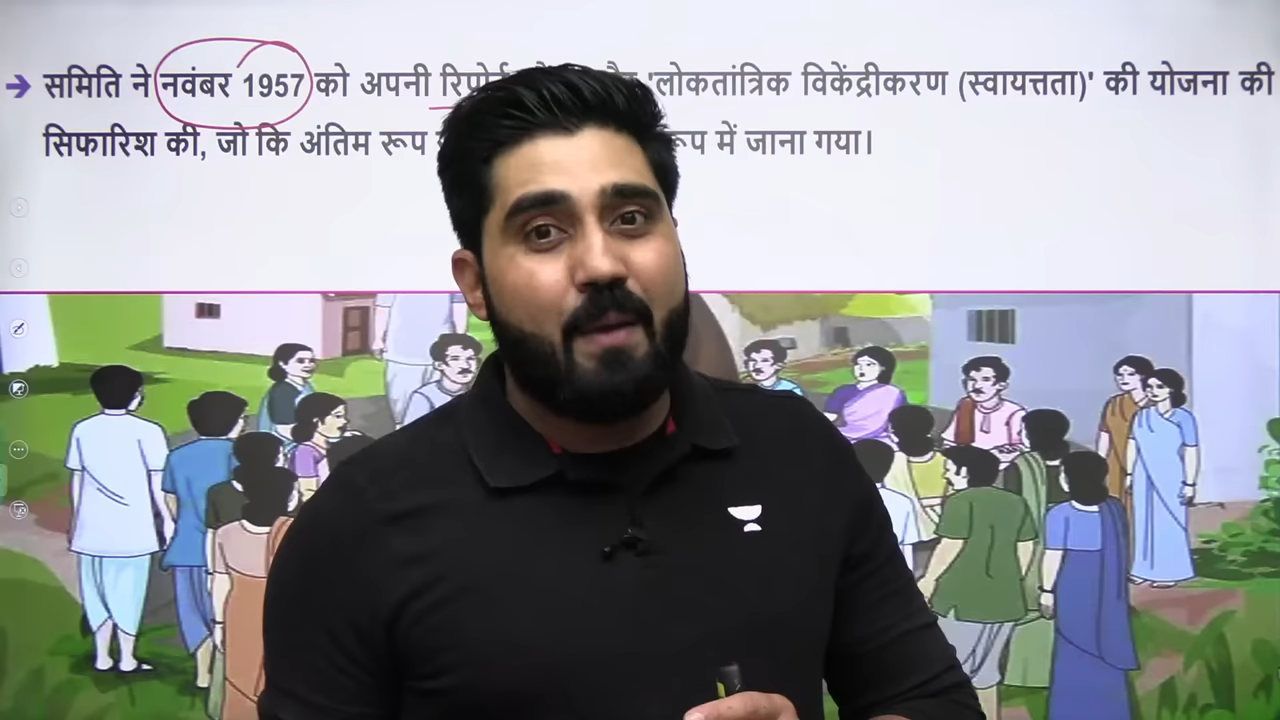 → समिति ने नवंबर 1957 को अपनी 'लोकतांत्रिक विकेंद्रीकरण (स्वायत्तता)' की योजना की
सिफारिश की, जो कि अंतिम रूप में जाना गया।